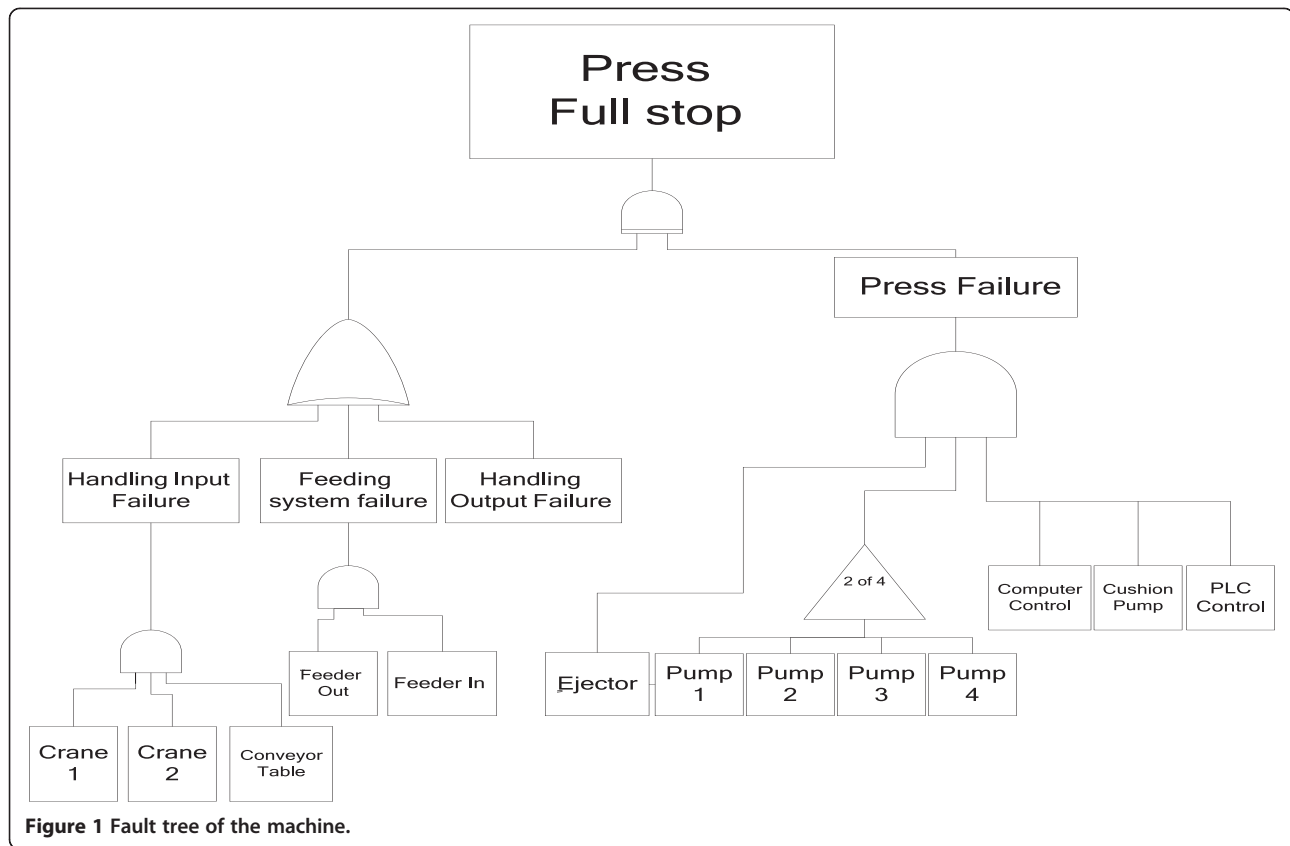 Press
Full stop
Press Failure
Handling Input
Failure
Feeding
system failure
Handling
Output Failure
2 of 4
Computer
Control
Cushion
Pump
PLC
Control
Feeder
Out
Feeder In
Ejector
Pump
1
Pump
2
Pump
3
Pump
4
Crane
1
Crane
2
Conveyor
Table
Figure 1 Fault tree of the machine.